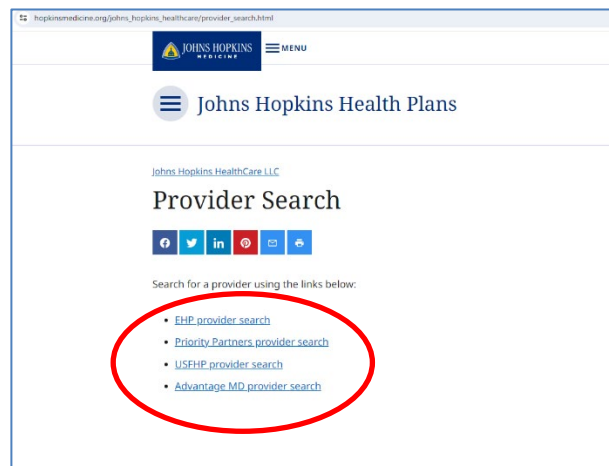 hopkinsmedicine.org/johns_hopkins_healthcare/provider_search.html
JOHNS HOPKINS
MEDICINE
MENU
Johns Hopkins Health Plans
Johns Hopkins HealthCare LLC
Provider Search
Search for a provider using the links below:
• EHP provider search
• Priority Partners provider search
• USFHP provider search
• Advantage MD provider search